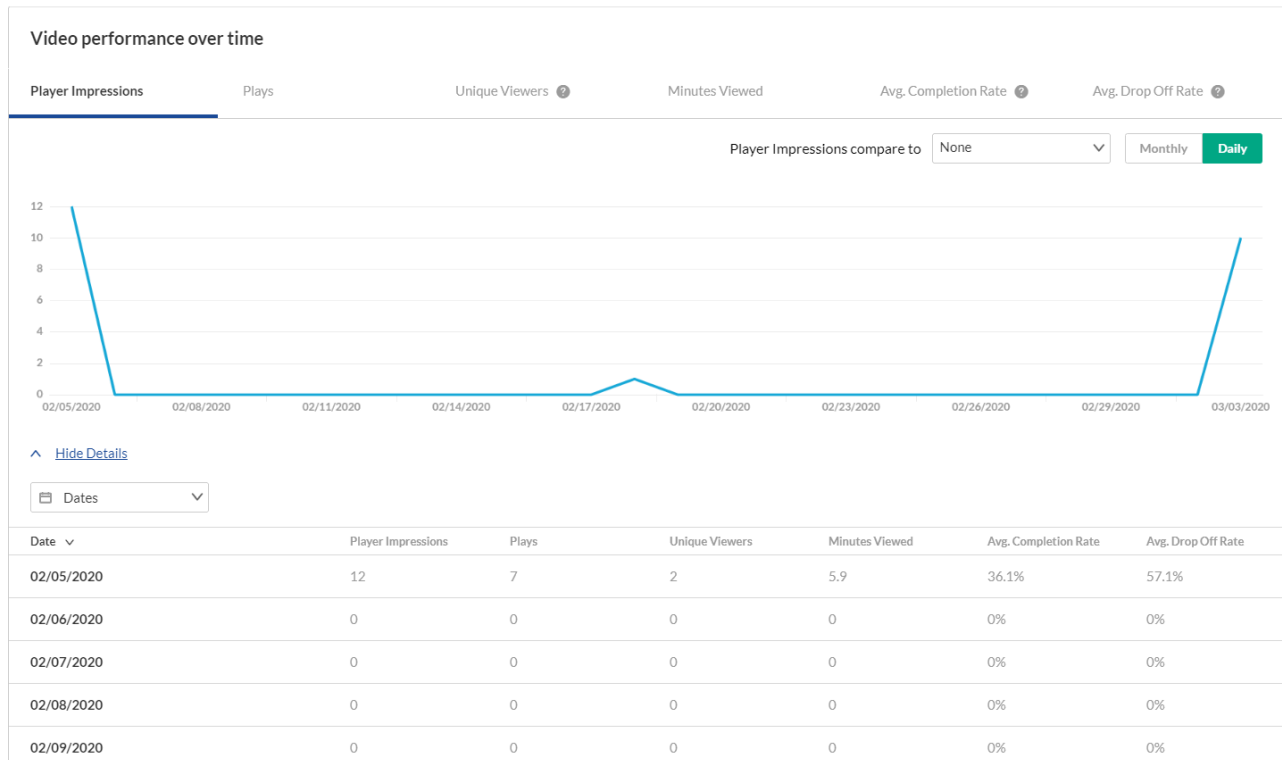 Video performance over time
Player Impressions Plays Unique Viewers ? Minutes Viewed Avg. Completion Rate ? Avg. Drop Off Rate ?
Player Impressions compare to None Monthly Daily
12
10
8
6
4
2
0
02/05/2020 02/08/2020 02/11/2020 02/14/2020 02/17/2020 02/20/2020 02/23/2020 02/26/2020 02/29/2020 03/03/2020
Hide Details
Dates
Date Player Impressions Plays Unique Viewers Minutes Viewed Avg. Completion Rate Avg. Drop Off Rate
02/05/2020 12 7 2 5.9 36.1% 57.1%
02/06/2020 0 0 0 0 0% 0%
02/07/2020 0 0 0 0 0% 0%
02/08/2020 0 0 0 0 0% 0%
02/09/2020 0 0 0 0 0% 0%